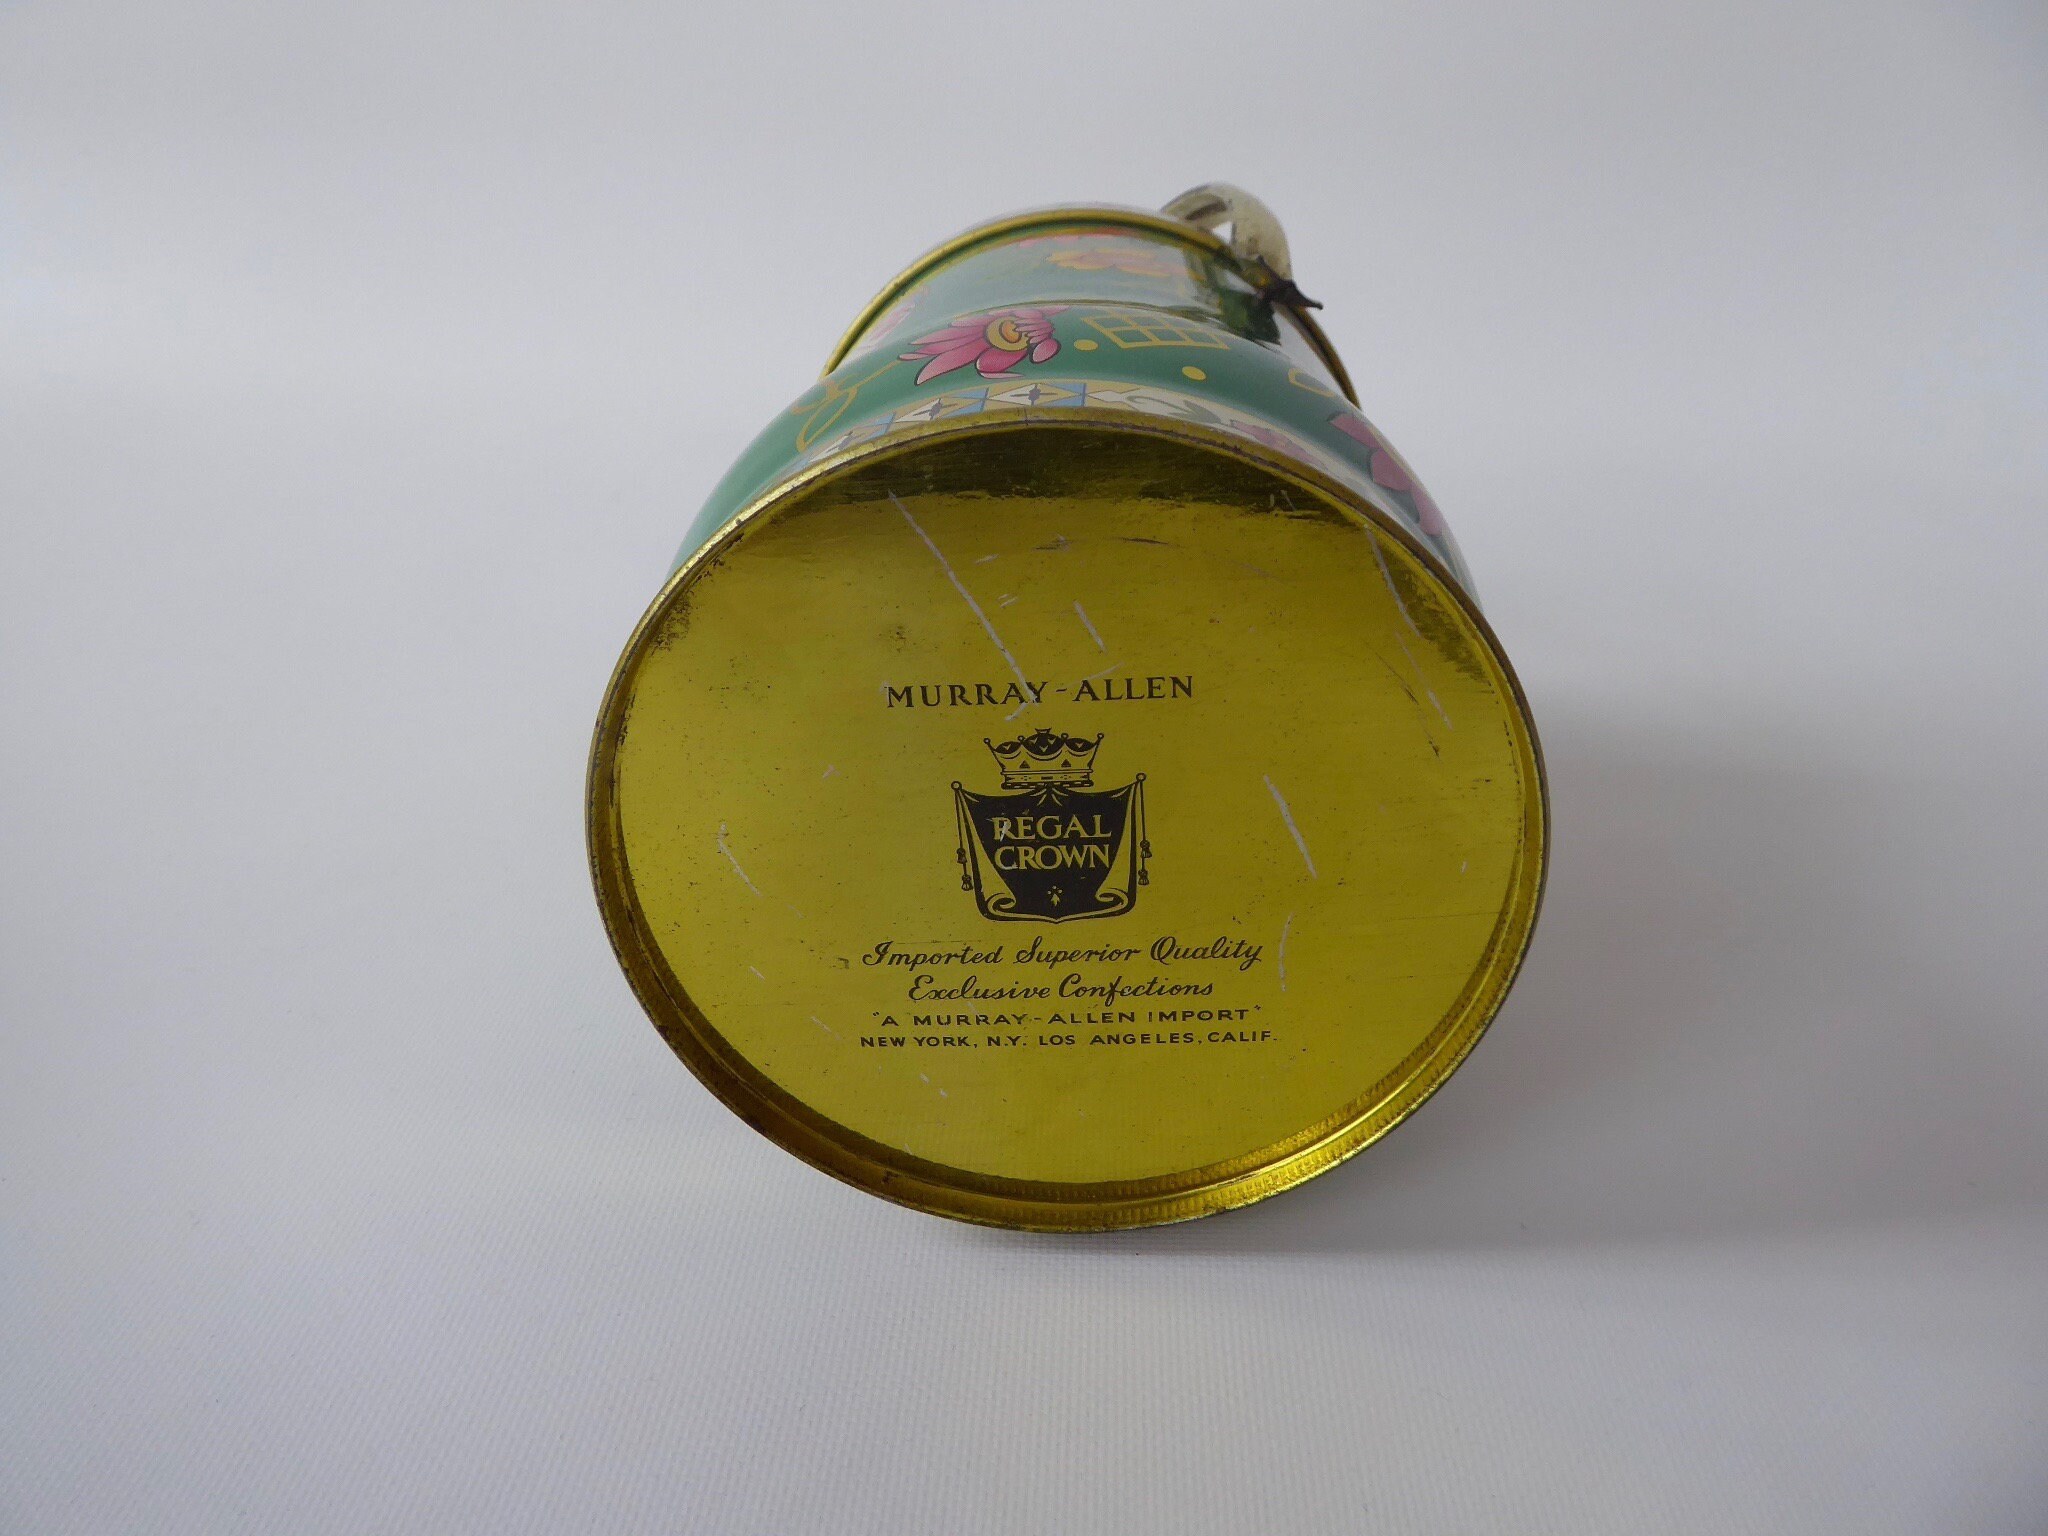 MURRAY-ALLEN
REGAL
CROWN
Imported Superior Quality
Exclusive Confections
"A MURRAY-ALLEN IMPORT"
NEW YORK, N.Y. LOS ANGELES, CALIF.